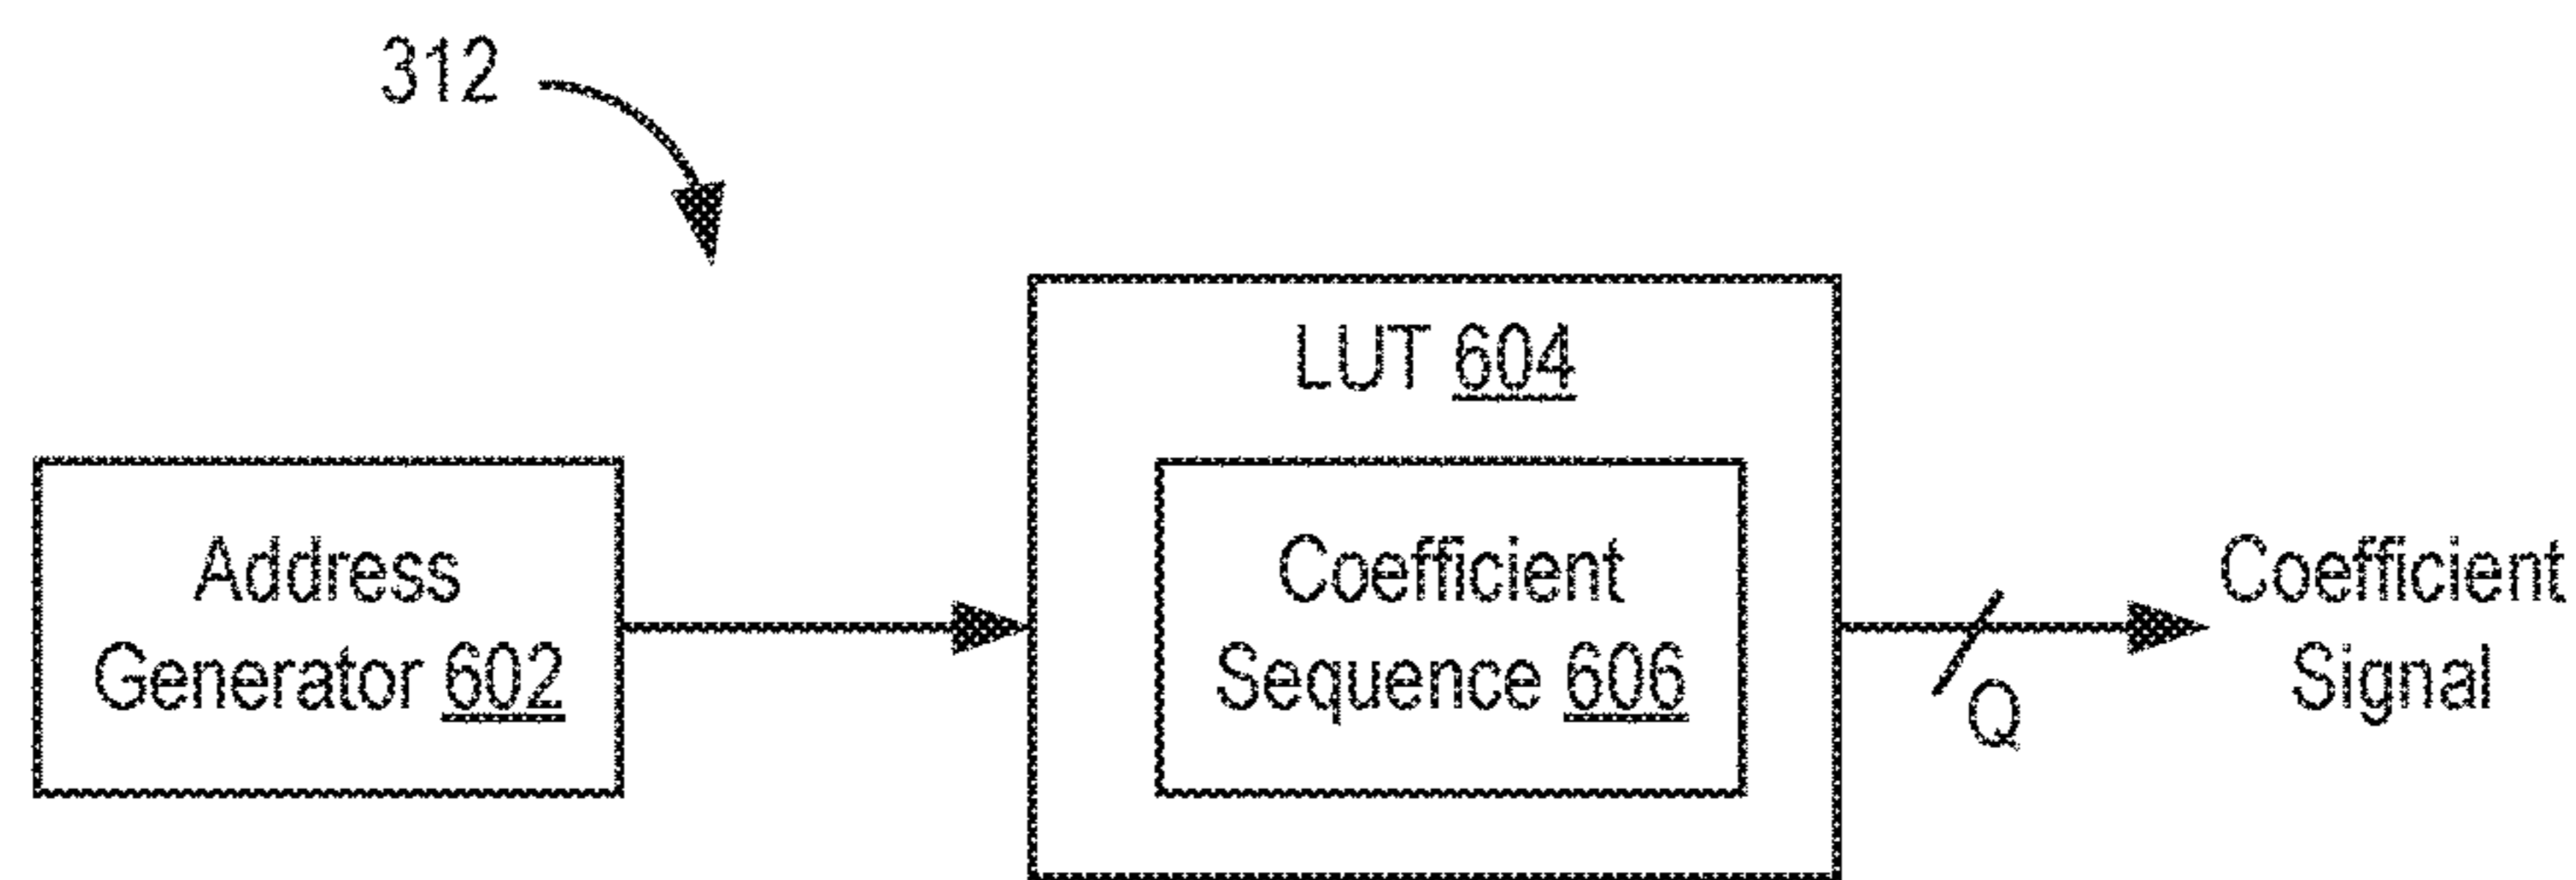 312
LUT 604
Address
Generator 602
Coefficient
Sequence 606
Q
Coefficient
Signal